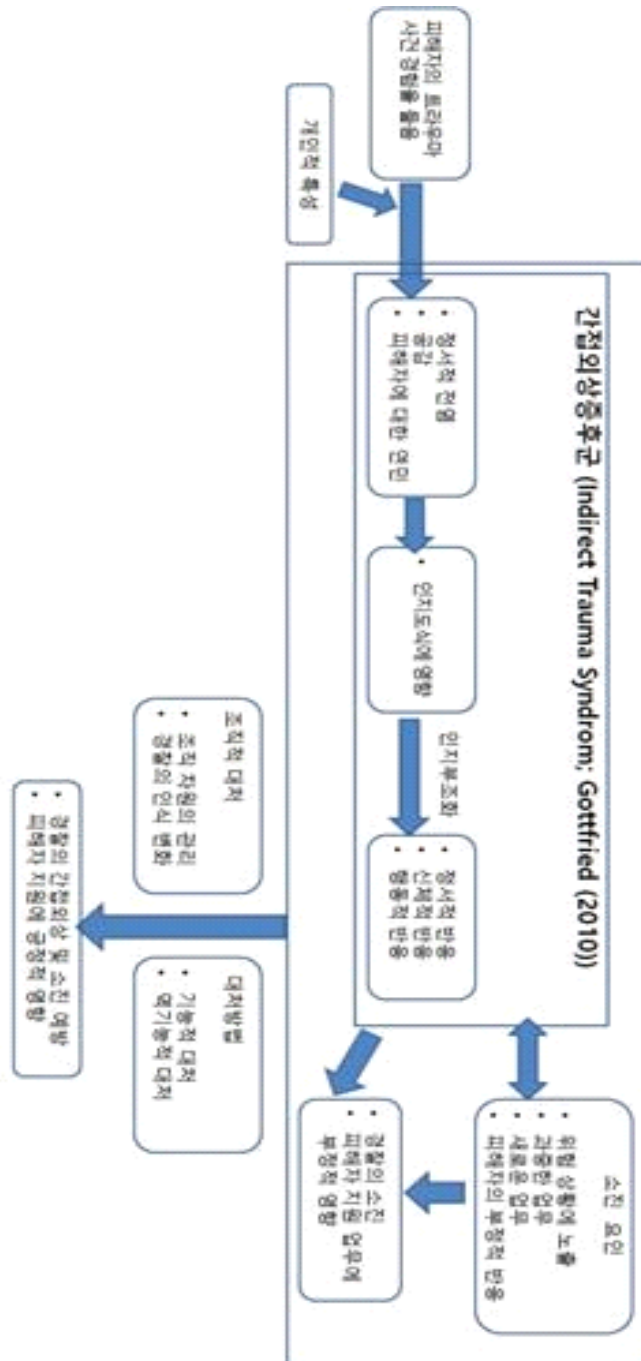 간접외상증후군 (Indirect Trauma Syndrom; Gottfried (2010))
피해자의 트라우마
사건 경험을 들음
개인적 특성
• 정서적 전염
• 공감
• 피해자에 대한 연민
• 인지도식에 영향
인지부조화
• 정서적 반응
• 신체적 반응
• 행동적 반응
소진 요인
• 위험 상황에 노출
• 과중한 업무
• 새로운 업무
• 피해자의 부정적 반응
• 경찰의 소진
• 피해자 지원 업무에
부정적 영향
조직적 대처
• 조직 차원의 관리
• 경찰의 인식 변화
대처방법
• 기능적 대처
• 역기능적 대처
• 경찰의 간접외상 및 소진 예방
• 피해자 지원에 긍정적 영향